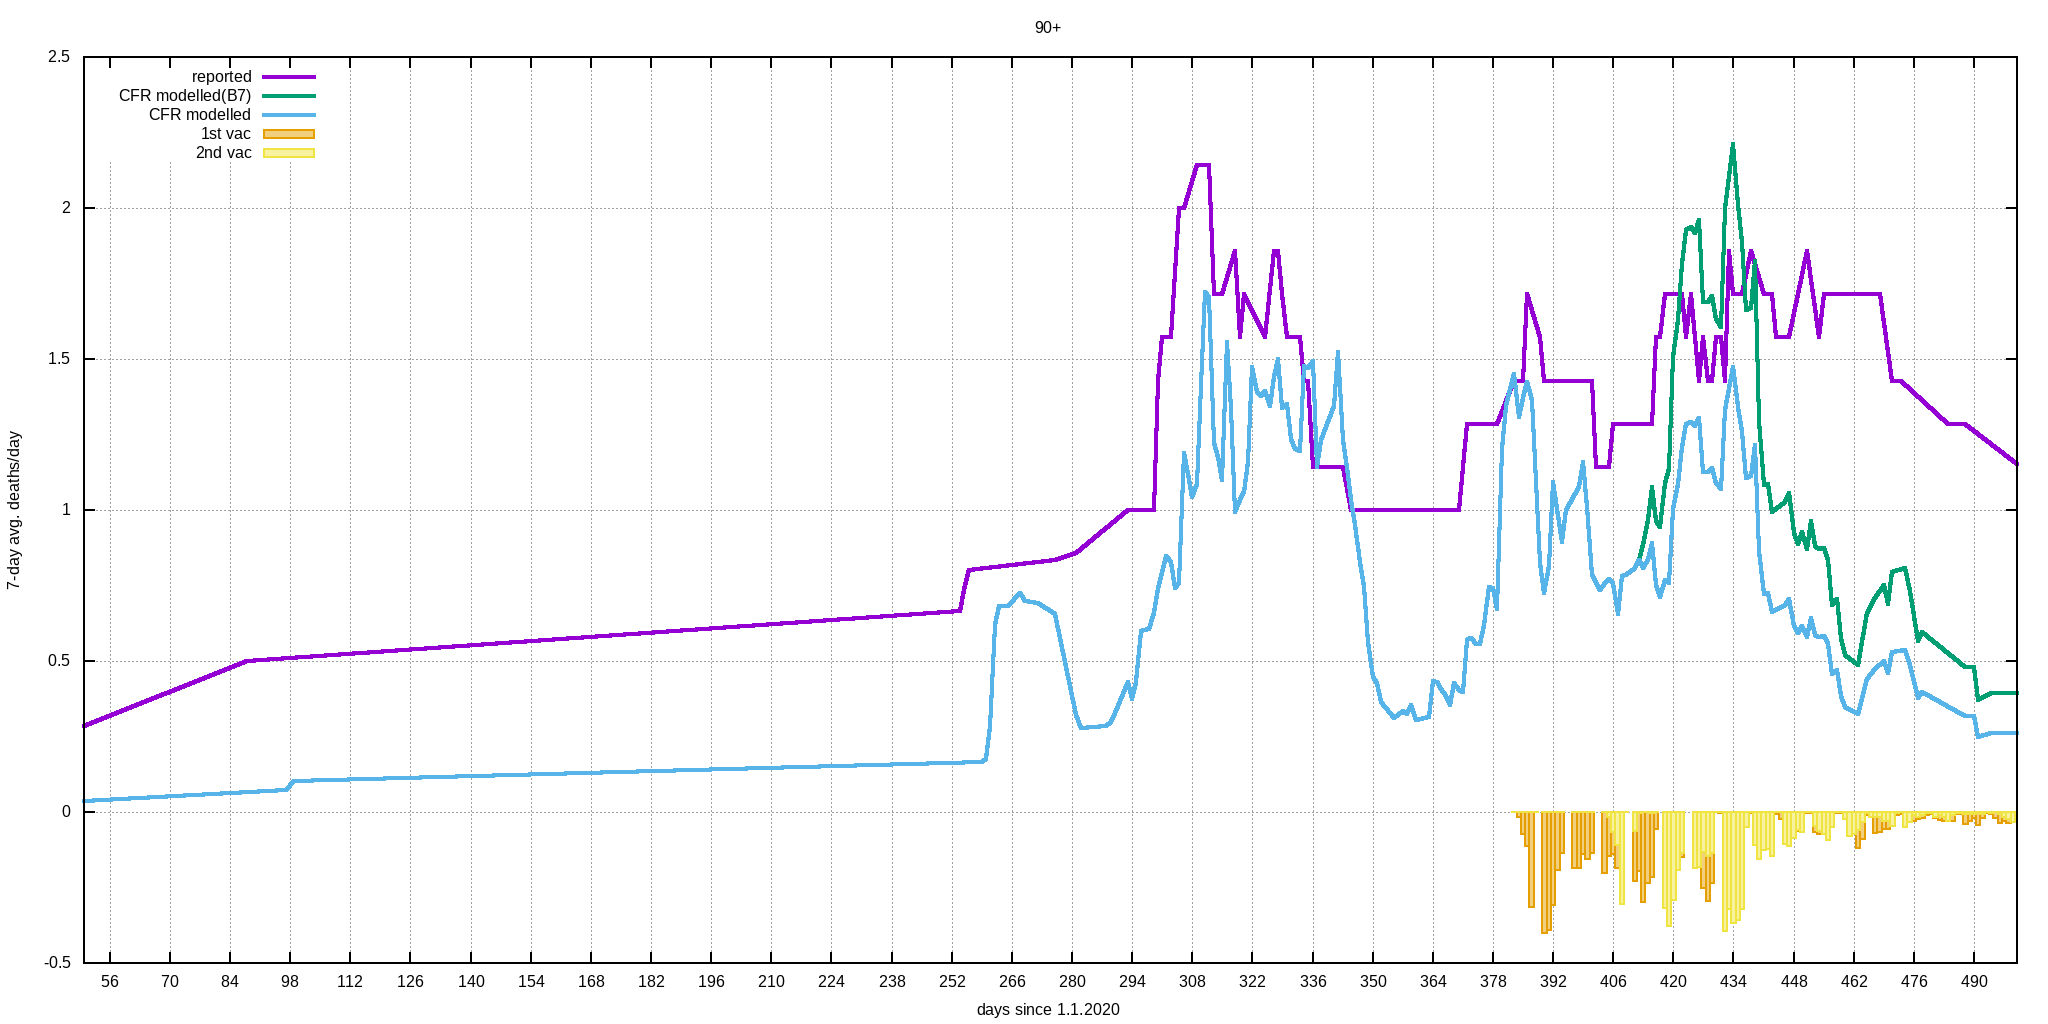 90+
2.5
2
1.5
1
0.5
0
-0.5
reported
CFR modelled(B7)
CFR modelled
1st vac
2nd vac
7-day avg. deaths/day
56 70 84 98 112 126 140 154 168 182 196 210 224 238 252 266 280 294 308 322 336 350 364 378 392 406 420 434 448 462 476 490
days since 1.1.2020